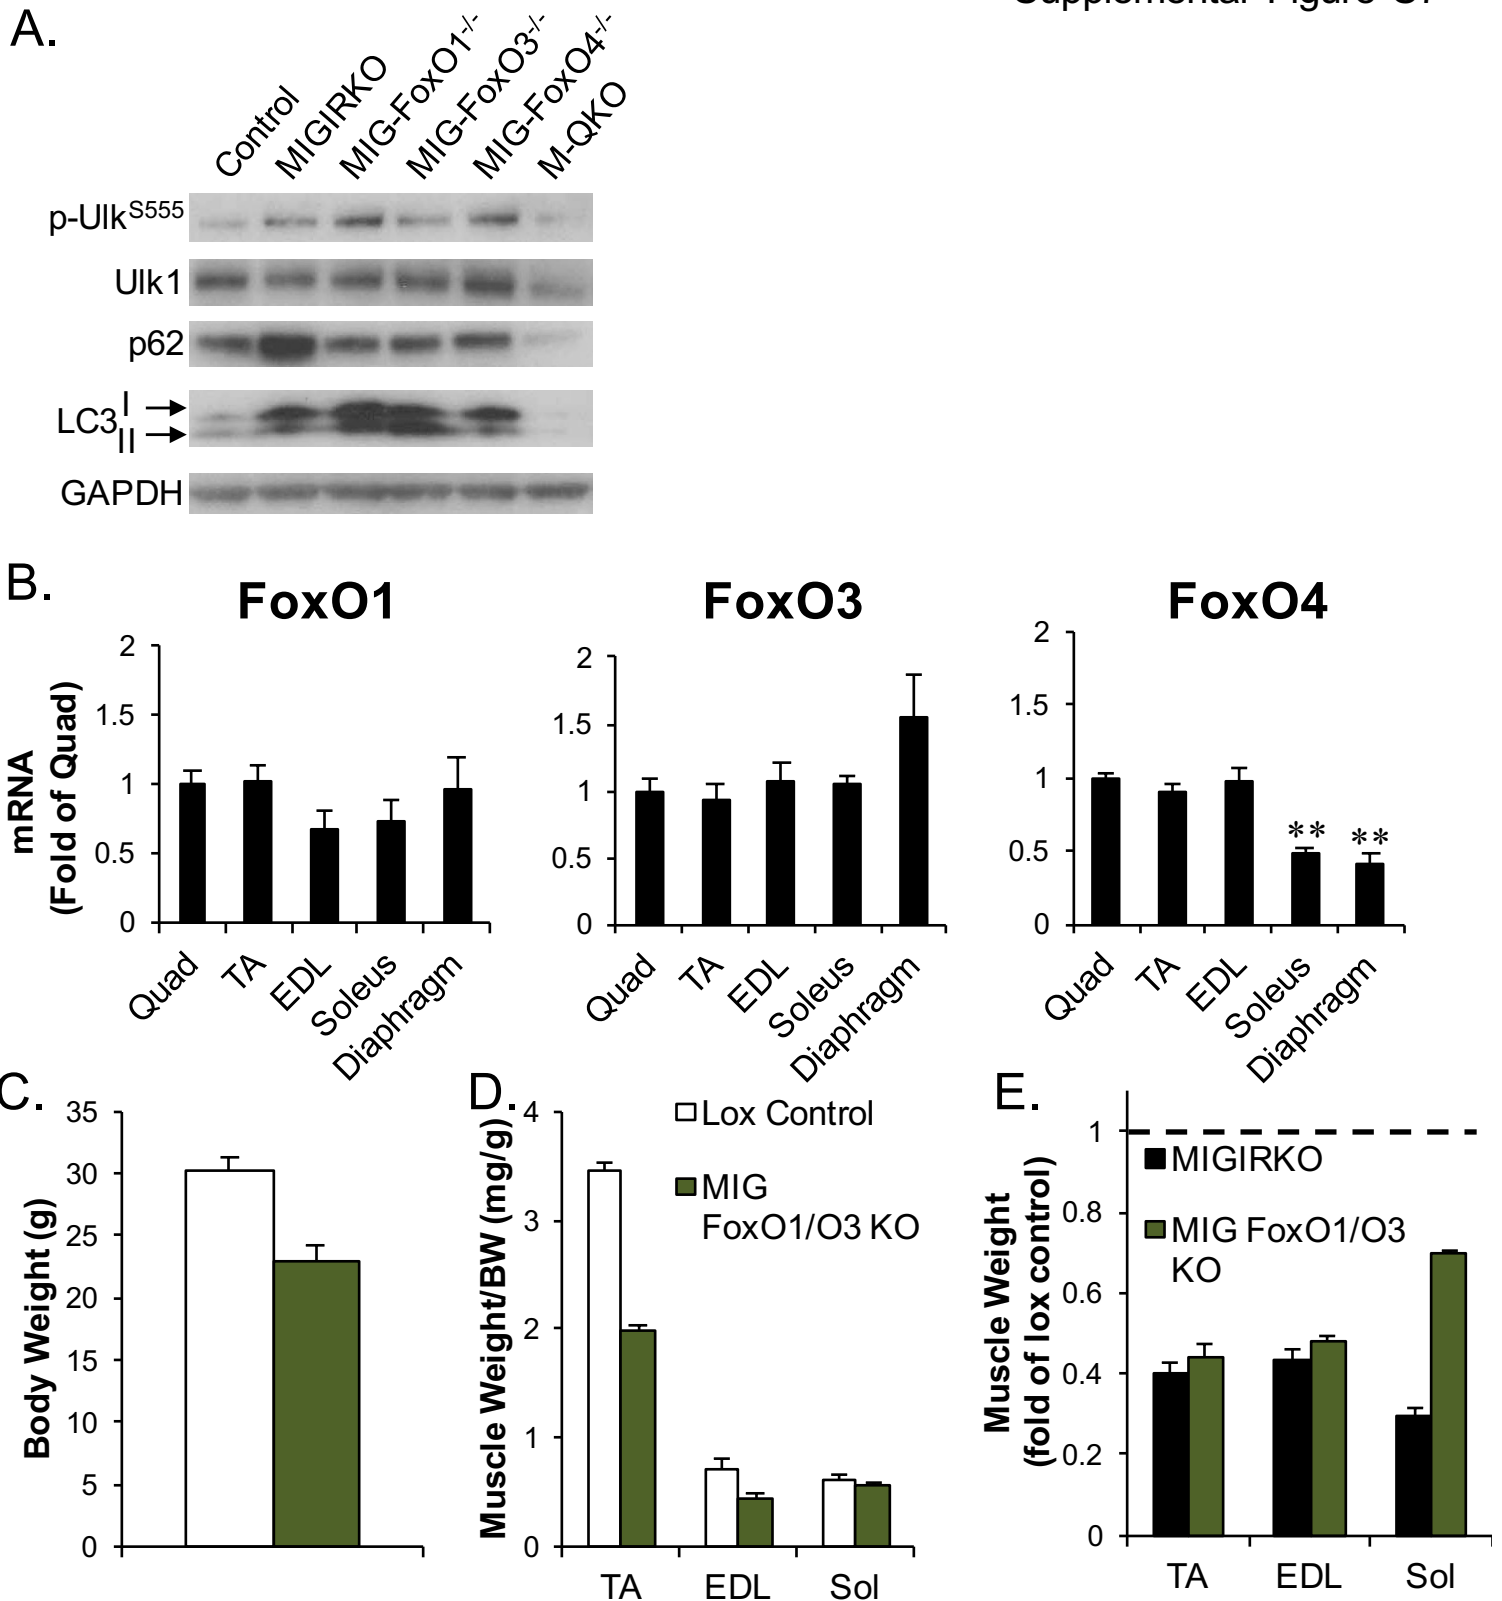 A.
Control
MIGIRKO
MIG-FoxO1-/-
MIG-FoxO3-/-
MIG-FoxO4-/-
M-QKO
p-UlkS555
Ulk1
p62
LC3 I
II
GAPDH
B.
FoxO1
FoxO3
FoxO4
mRNA
(Fold of Quad)
2
1.5
1
0.5
0
Quad
TA
EDL
Soleus
Diaphragm
2
1.5
1
0.5
0
Quad
TA
EDL
Soleus
Diaphragm
2
1.5
1
0.5
0
**
**
Quad
TA
EDL
Soleus
Diaphragm
C.
Body Weight (g)
35
30
25
20
15
10
5
0
D.
Muscle Weight/BW (mg/g)
4
3
2
1
0
Lox Control
MIG
FoxO1/O3 KO
TA
EDL
Sol
E.
Muscle Weight
(fold of lox control)
1
0.8
0.6
0.4
0.2
0
MIGIRKO
MIG FoxO1/O3
KO
TA
EDL
Sol